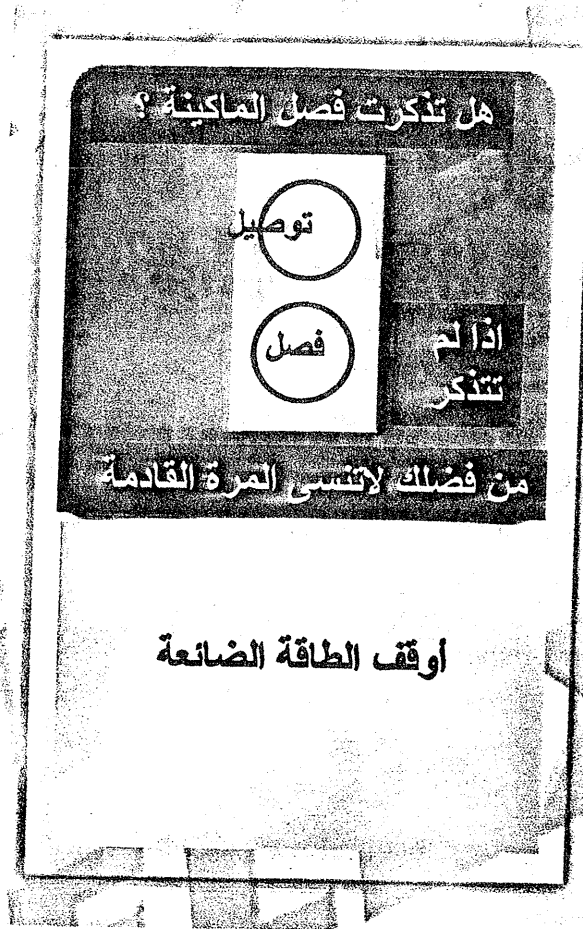 هل تذكرت فصل الماكينة ؟
توصيل
فصل
اذا لم
تتذكر
من فضلك لاتنسى المرة القادمة
أوقف الطاقة الضائعة